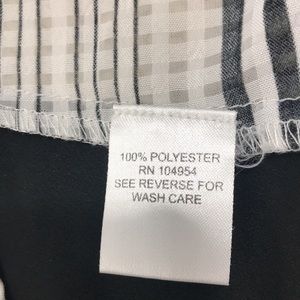 100% POLYESTER
RN 104954
SEE REVERSE FOR
WASH CARE